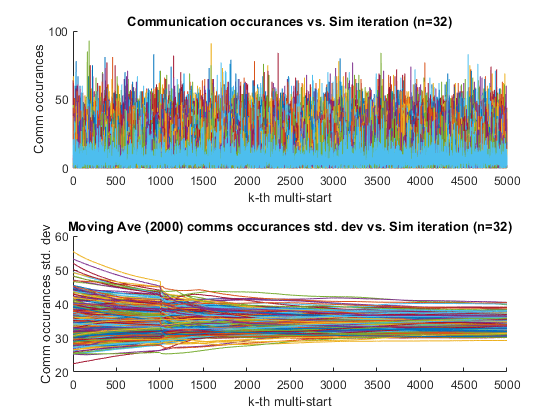 Communication occurances vs. Sim iteration (n=32)
Comm occurances
100
50
0
0 500 1000 1500 2000 2500 3000 3500 4000 4500 5000
k-th multi-start
Moving Ave (2000) comms occurances std. dev vs. Sim iteration (n=32)
Comm occurances std. dev
60
50
40
30
20
0 500 1000 1500 2000 2500 3000 3500 4000 4500 5000
k-th multi-start